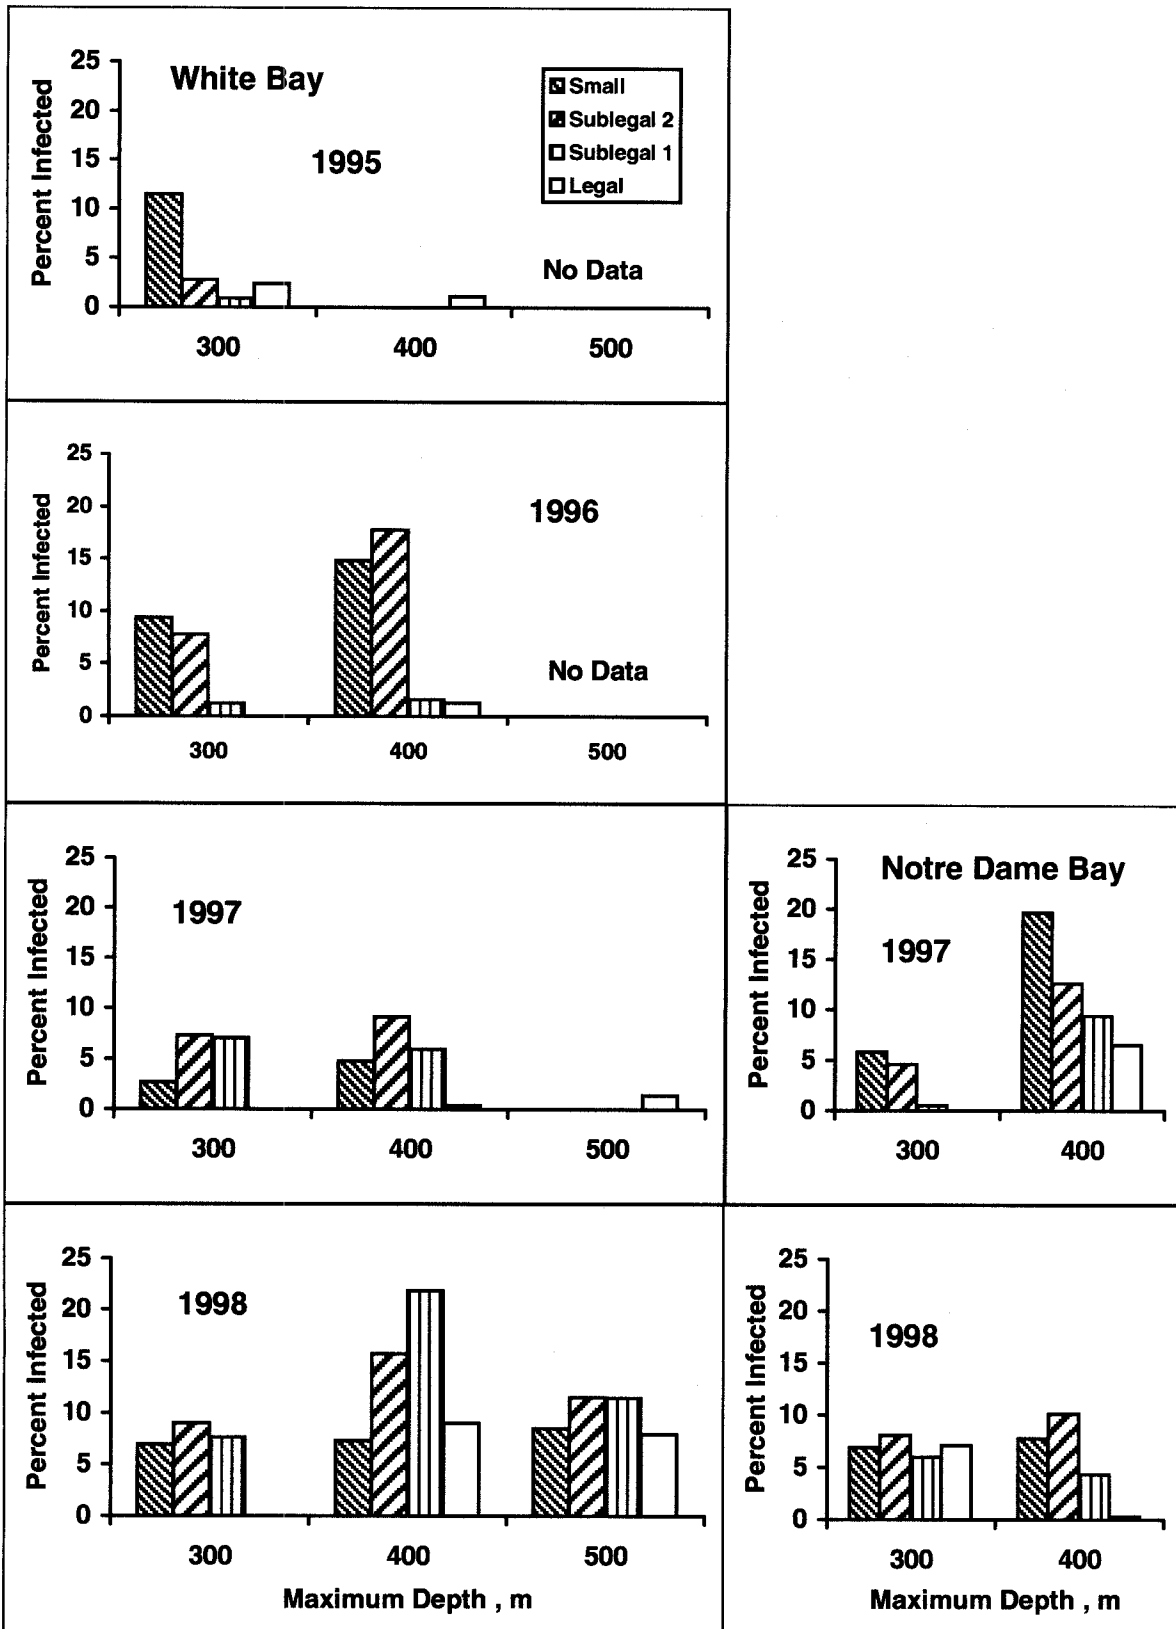 White Bay
Small
Sublegal 2
Sublegal 1
Legal
1995
Percent Infected
25
20
15
10
5
0
No Data
300 400 500
1996
Percent Infected
25
20
15
10
5
0
No Data
300 400 500
1997
Percent Infected
25
20
15
10
5
0
300 400 500
Notre Dame Bay
1997
Percent Infected
25
20
15
10
5
0
300 400
1998
Percent Infected
25
20
15
10
5
0
300 400 500
Maximum Depth , m
1998
Percent Infected
25
20
15
10
5
0
300 400
Maximum Depth , m